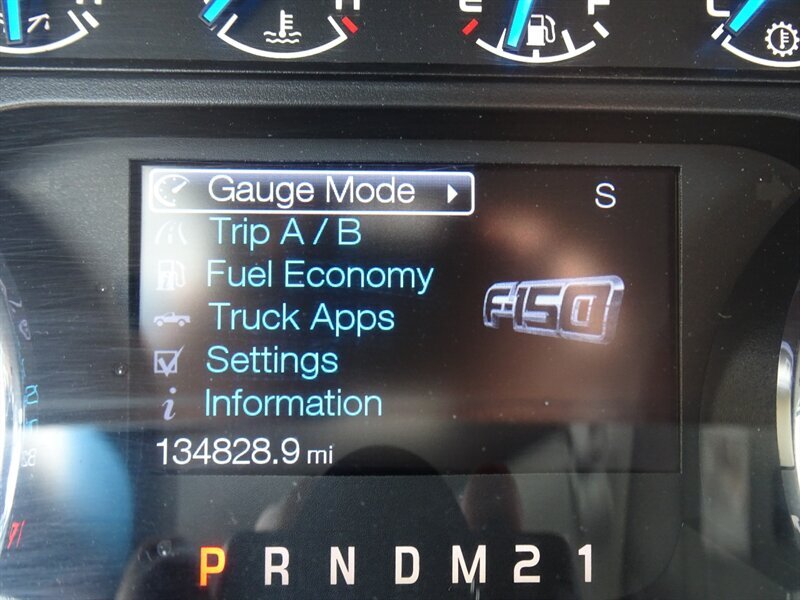 H
E F
C
Gauge Mode
S
Trip A / B
Fuel Economy
F-150
Truck Apps
Settings
Information
134828.9 mi
P R N D M 2 1